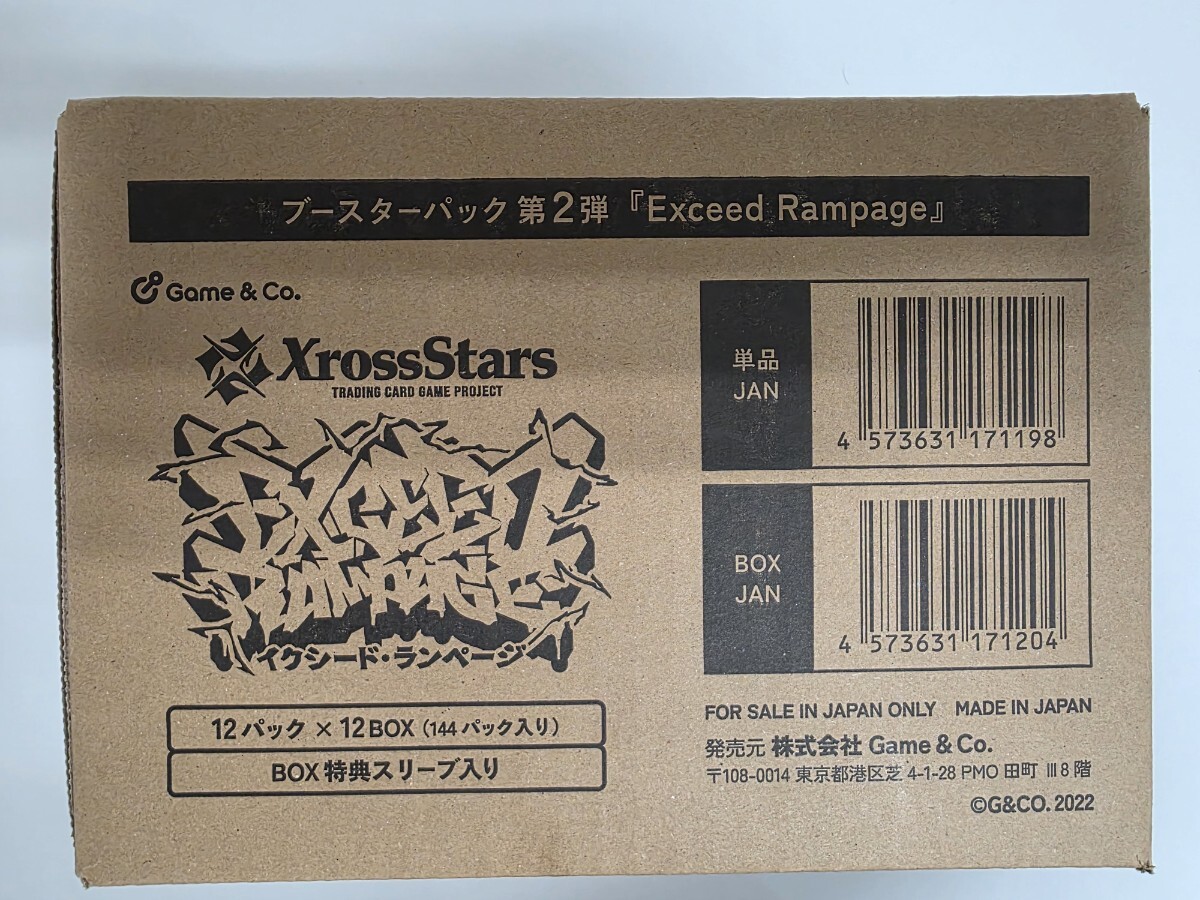 ブースターパック 第2弾『Exceed Rampage』
Game & Co.
XrossStars
TRADING CARD GAME PROJECT
EXCEED
RAMPAGE
イクシード・ランページ
12パック × 12BOX(144パック入り)
BOX特典スリーブ入り
単品
JAN
4 573631 171198
BOX
JAN
4 573631 171204
FOR SALE IN JAPAN ONLY MADE IN JAPAN
発売元 株式会社 Game & Co.
〒108-0014 東京都港区芝 4-1-28 PMO 田町 III 8 階
©G&CO. 2022